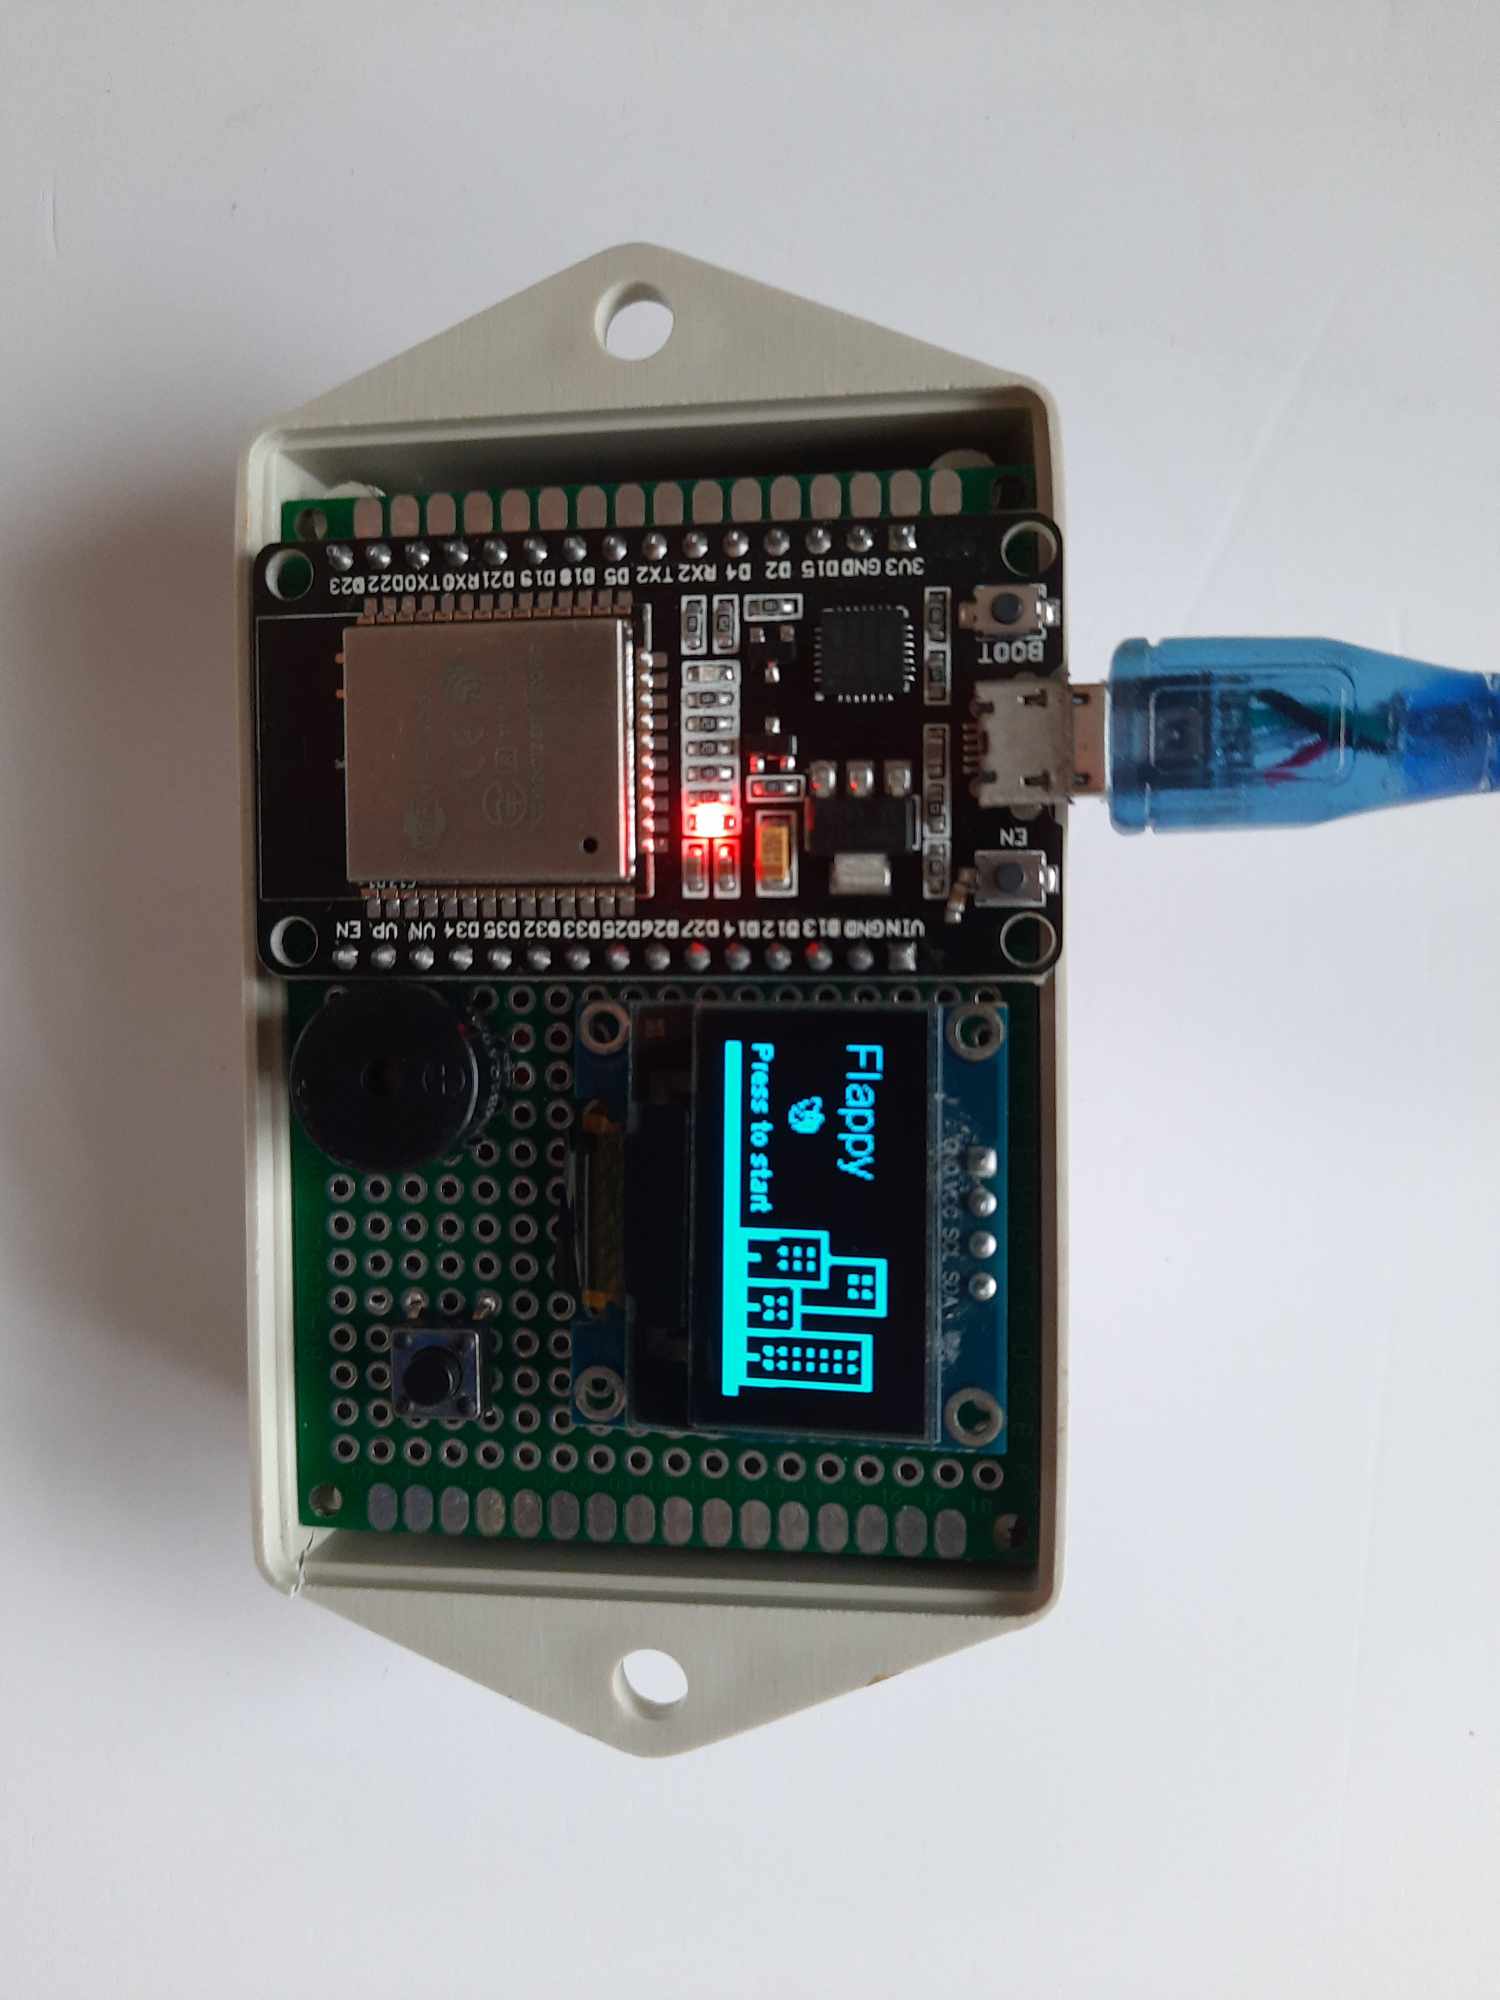 BOOT
EN
3V3 GND D15 D2 D4 RX2 TX2 D5 D18 D19 D21 RX0 TX0 D22 D23
VIN GND D13 D12 D14 D27 D26 D25 D33 D32 D35 D34 VN VP EN
GND VCC SCL SDA
Flappy
Press to start